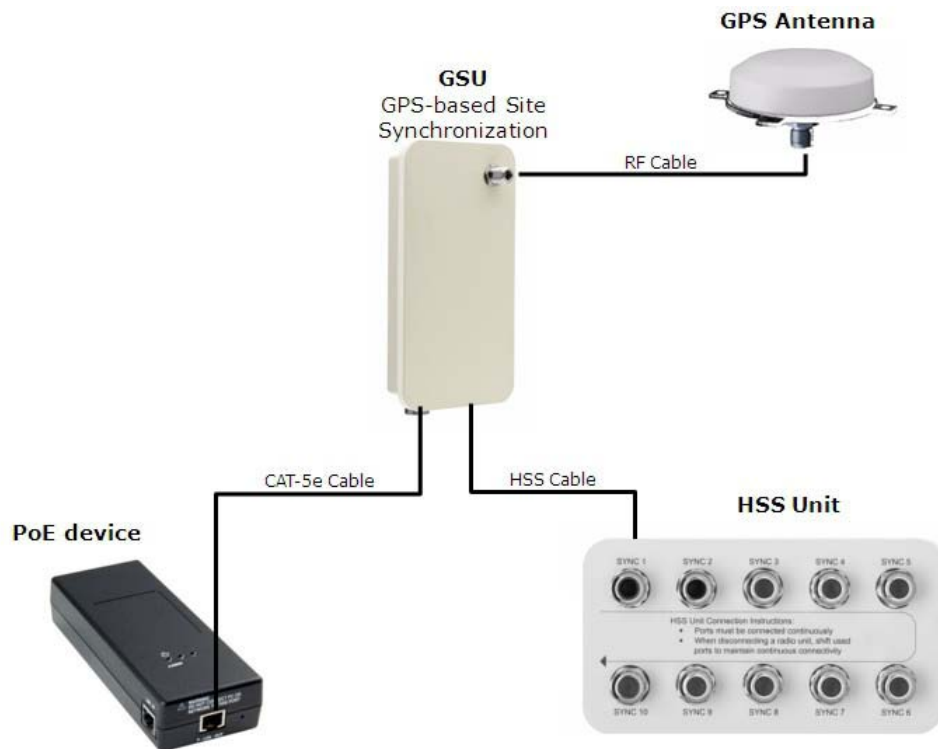 GPS Antenna
GSU
GPS-based Site
Synchronization
RF Cable
CAT-5e Cable
HSS Cable
HSS Unit
PoE device
SYNC 1 SYNC 2 SYNC 3 SYNC 4 SYNC 5
HSS Unit Connection Instructions:
• Ports must be connected continuously
• When disconnecting a radio unit, shift used
ports to maintain continuous connectivity
SYNC 10 SYNC 9 SYNC 8 SYNC 7 SYNC 6